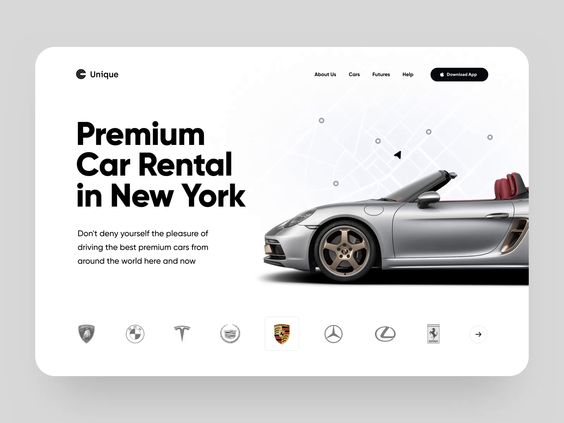 Unique
About Us
Cars
Futures
Help
Download App
Premium
Car Rental
in New York
Don't deny yourself the pleasure of
driving the best premium cars from
around the world here and now